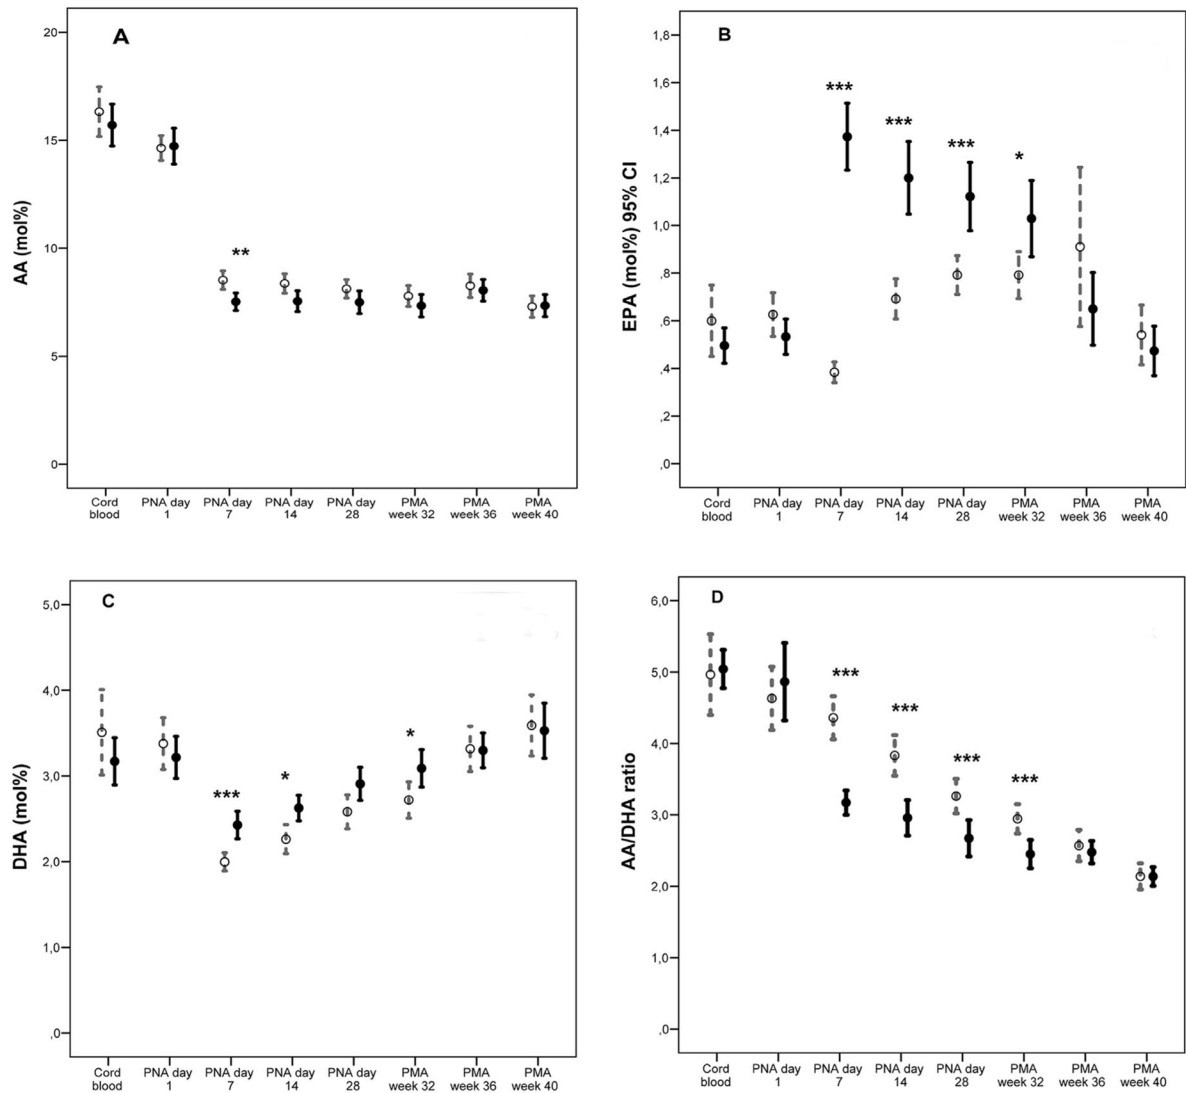 A
AA (mol%)
20
15
10
5
0
**
Cord blood
PNA day 1
PNA day 7
PNA day 14
PNA day 28
PMA week 32
PMA week 36
PMA week 40
B
EPA (mol%) 95% CI
1,8
1,6
1,4
1,2
1,0
,8
,6
,4
,2
,0
***
***
***
*
Cord blood
PNA day 1
PNA day 7
PNA day 14
PNA day 28
PMA week 32
PMA week 36
PMA week 40
C
DHA (mol%)
5,0
4,0
3,0
2,0
1,0
,0
***
*
*
Cord blood
PNA day 1
PNA day 7
PNA day 14
PNA day 28
PMA week 32
PMA week 36
PMA week 40
D
AA/DHA ratio
6,0
5,0
4,0
3,0
2,0
1,0
,0
***
***
***
***
Cord blood
PNA day 1
PNA day 7
PNA day 14
PNA day 28
PMA week 32
PMA week 36
PMA week 40